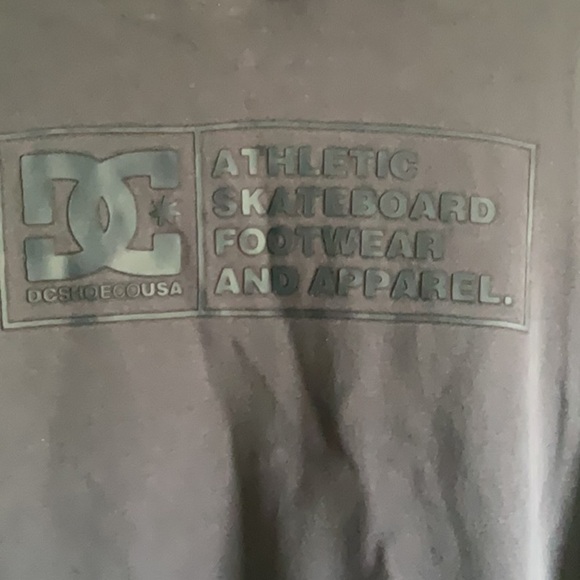 DC
DCSHOECOUSA
ATHLETIC
SKATEBOARD
FOOTWEAR
AND APPAREL.